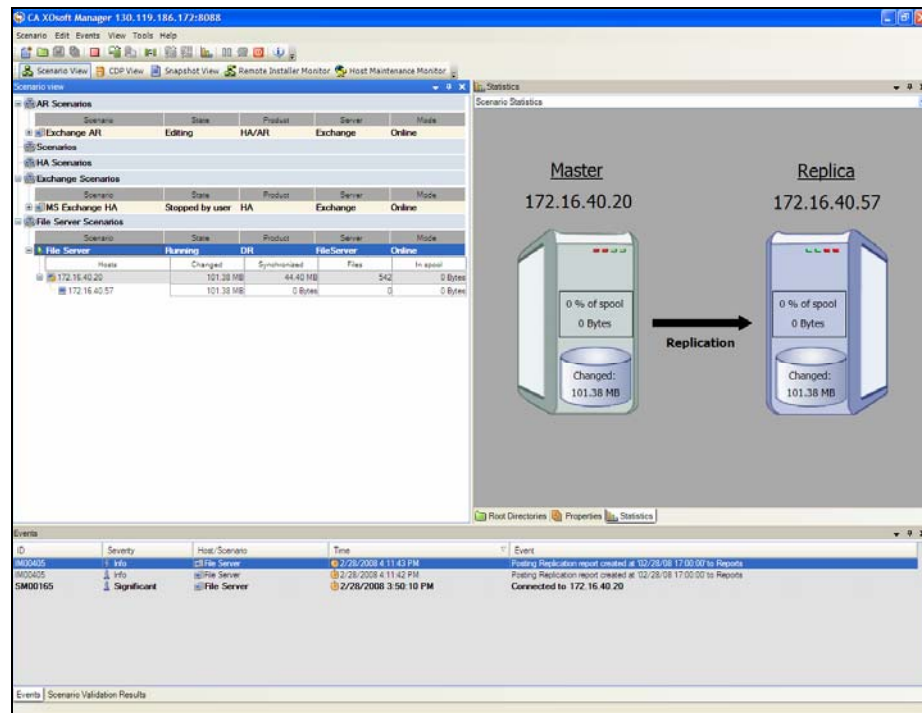 CA XOsoft Manager 130.119.186.172:8088
Scenario Edit Events View Tools Help
Scenario View CDP View Snapshot View Remote Installer Monitor Host Maintenance Monitor
Scenario view
AR Scenarios
Scenario State Product Server Mode
Exchange AR Editing HA/AR Exchange Online
Scenarios
HA Scenarios
Exchange Scenarios
Scenario State Product Server Mode
MS Exchange HA Stopped by user HA Exchange Online
File Server Scenarios
Scenario State Product Server Mode
File Server Running DR FileServer Online
Hosts Changed Synchronized Files In spool
172.16.40.20 101.38 MB 44.40 MB 542 0 Bytes
172.16.40.57 101.38 MB 0 Bytes 0 0 Bytes
Statistics
Scenario Statistics
Master
172.16.40.20
0 % of spool
0 Bytes
Changed:
101.38 MB
Replication
Replica
172.16.40.57
0 % of spool
0 Bytes
Changed:
101.38 MB
Root Directories Properties Statistics
Events
ID Severity Host/Scenario Time Event
IM00405 Info File Server 2/28/2008 4:11:43 PM Posting Replication report created at '02/28/08 17:00:00' to Reports
IM00405 Info File Server 2/28/2008 4:11:42 PM Posting Replication report created at '02/28/08 17:00:00' to Reports
SM00165 Significant File Server 2/28/2008 3:50:10 PM Connected to 172.16.40.20
Events Scenario Validation Results